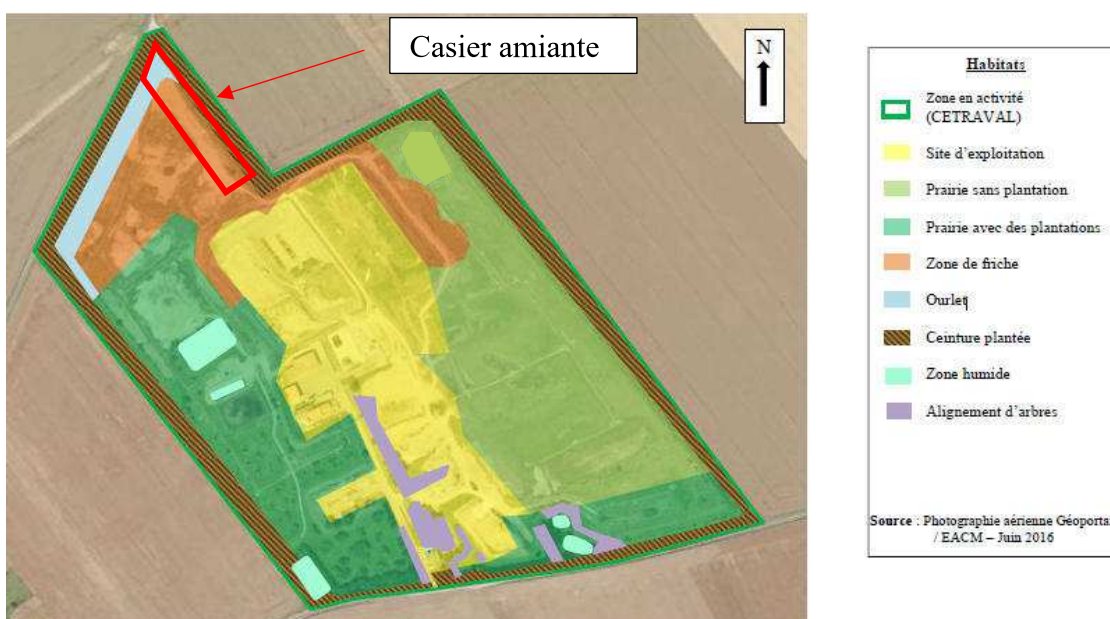 Casier amiante
N
Habitats
Zone en activité
(CETRAVAL)
Site d'exploitation
Prairie sans plantation
Prairie avec des plantations
Zone de friche
Ourlet
Ceinture plantée
Zone humide
Alignement d'arbres
Source : Photographie aérienne Géoporta
/ EACM – Juin 2016